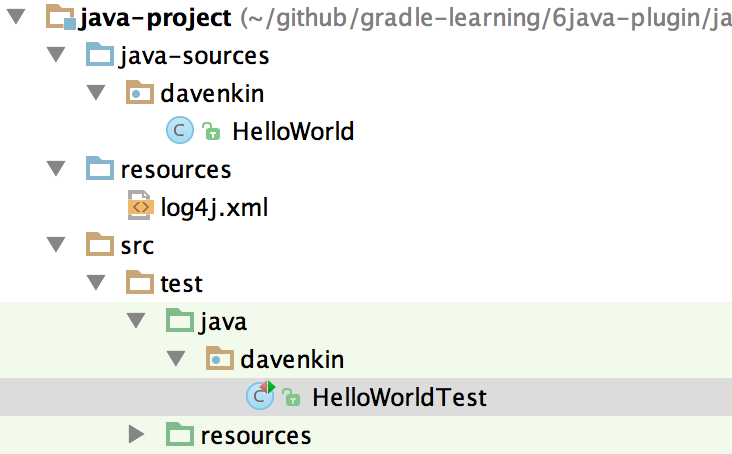 java-project (~/github/gradle-learning/6java-plugin/ja
java-sources
davenkin
C HelloWorld
resources
<> log4j.xml
src
test
java
davenkin
C HelloWorldTest
resources